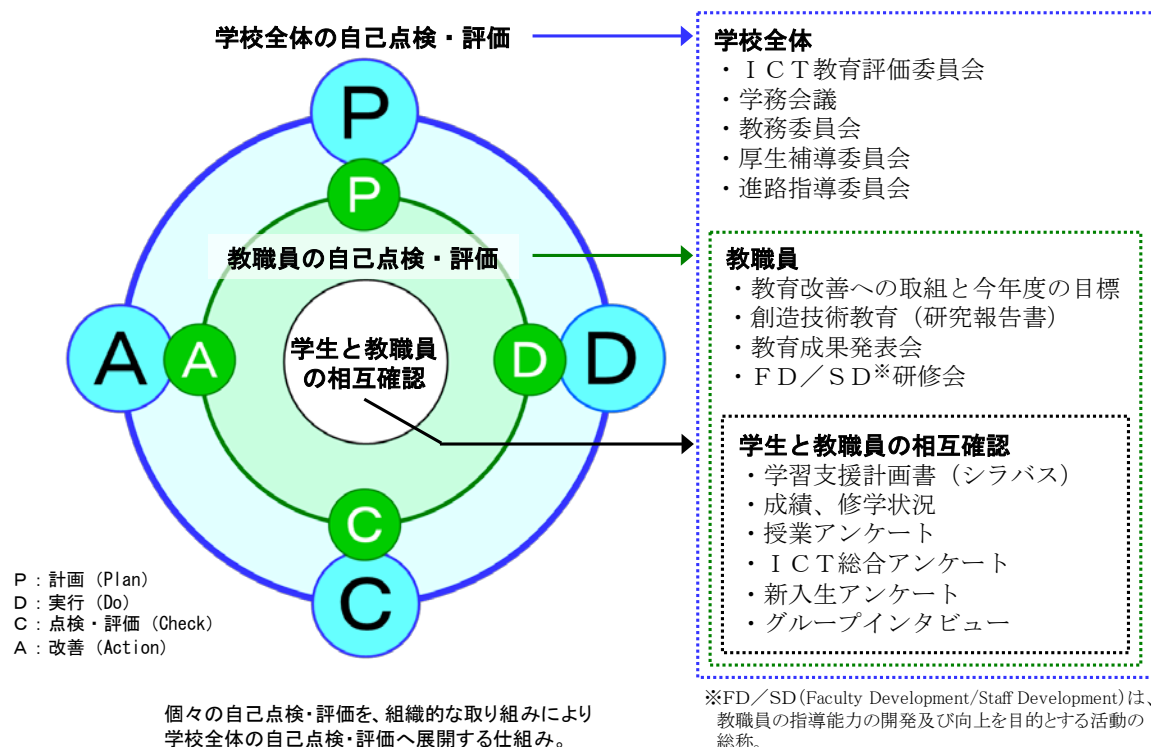 学校全体の自己点検・評価
P
P
教職員の自己点検・評価
A
A
学生と教職員
の相互確認
D
D
C
C
P：計画（Plan）
D：実行（Do）
C：点検・評価（Check）
A：改善（Action）
個々の自己点検・評価を、組織的な取り組みにより
学校全体の自己点検・評価へ展開する仕組み。
学校全体
・ＩＣＴ教育評価委員会
・学務会議
・教務委員会
・厚生補導委員会
・進路指導委員会
教職員
・教育改善への取組と今年度の目標
・創造技術教育（研究報告書）
・教育成果発表会
・ＦＤ／ＳＤ※研修会
学生と教職員の相互確認
・学習支援計画書（シラバス）
・成績、修学状況
・授業アンケート
・ＩＣＴ総合アンケート
・新入生アンケート
・グループインタビュー
※FD／SD(Faculty Development/Staff Development)は、
教職員の指導能力の開発及び向上を目的とする活動の
総称。